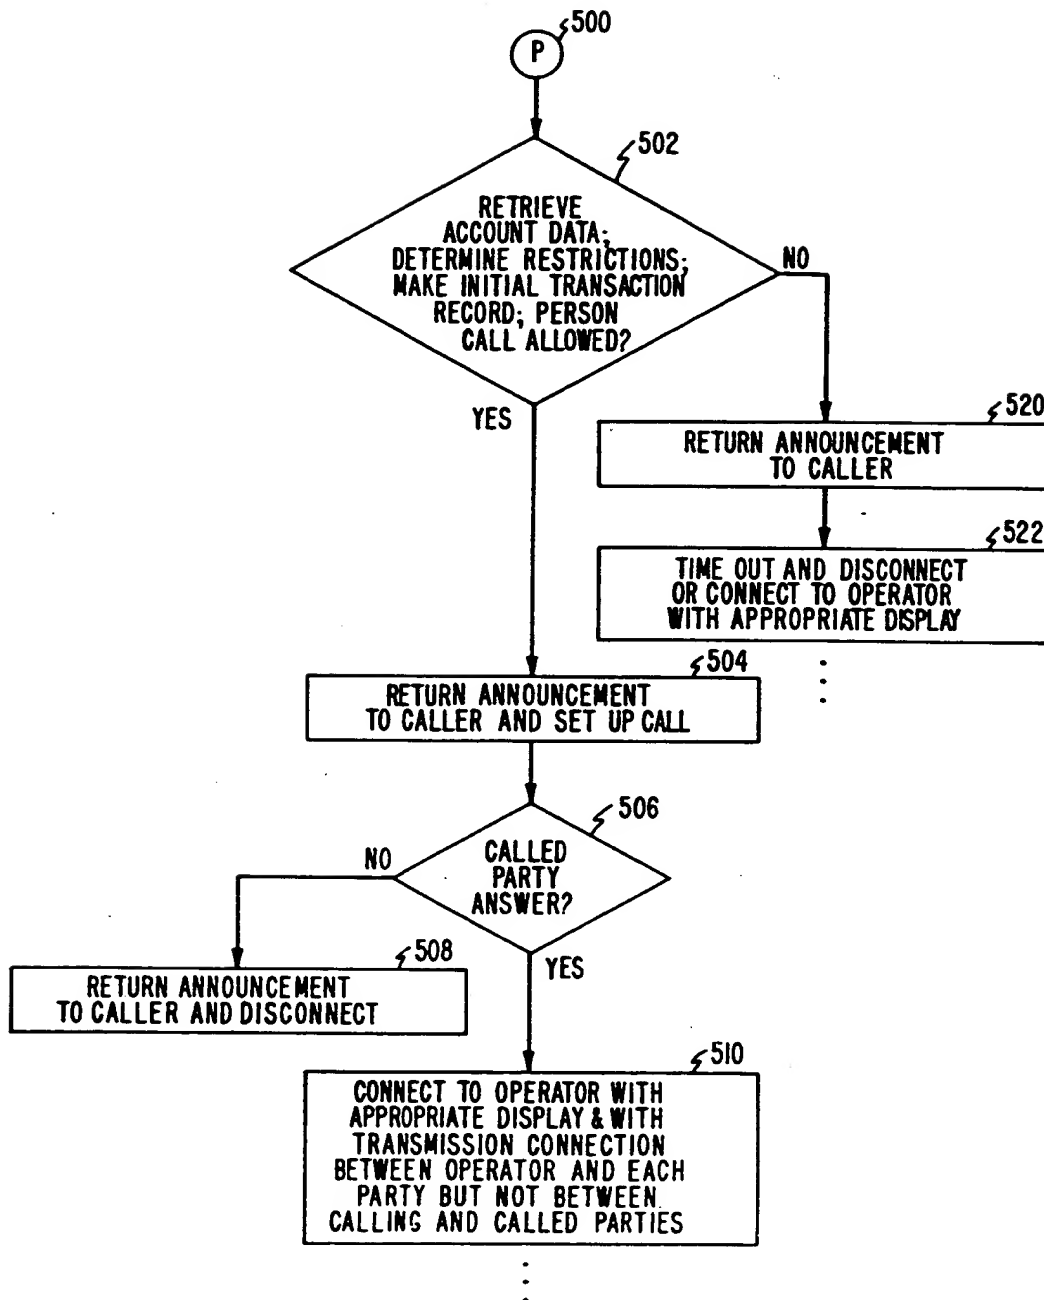 500
P
502
RETRIEVE
ACCOUNT DATA;
DETERMINE RESTRICTIONS;
MAKE INITIAL TRANSACTION
RECORD; PERSON
CALL ALLOWED?
NO
YES
520
RETURN ANNOUNCEMENT
TO CALLER
522
TIME OUT AND DISCONNECT
OR CONNECT TO OPERATOR
WITH APPROPRIATE DISPLAY
504
RETURN ANNOUNCEMENT
TO CALLER AND SET UP CALL
506
CALLED
PARTY
ANSWER?
NO
YES
508
RETURN ANNOUNCEMENT
TO CALLER AND DISCONNECT
510
CONNECT TO OPERATOR WITH
APPROPRIATE DISPLAY & WITH
TRANSMISSION CONNECTION
BETWEEN OPERATOR AND EACH
PARTY BUT NOT BETWEEN
CALLING AND CALLED PARTIES